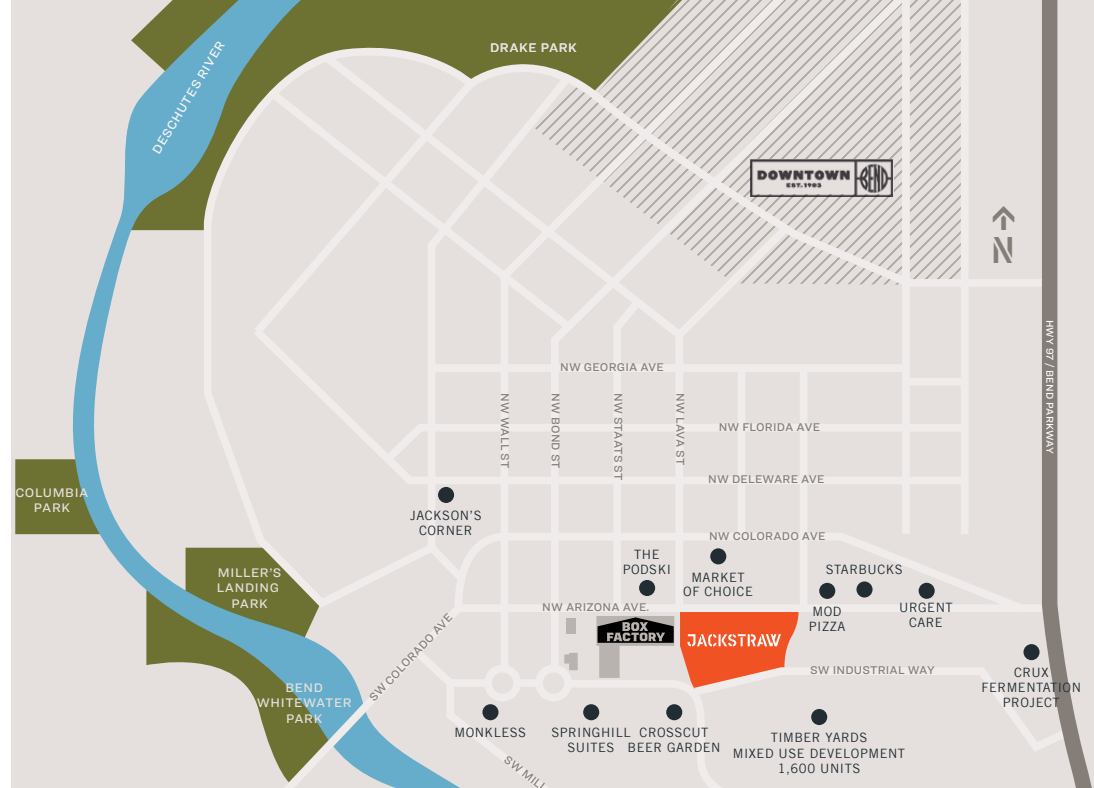 DRAKE PARK
DESCHUTES RIVER
DOWNTOWN
EST. 1903
BEND
N
HWY 97 / BEND PARKWAY
NW GEORGIA AVE
NW WALL ST
NW BOND ST
NW STAATS ST
NW LAVA ST
NW FLORIDA AVE
NW DELEWARE AVE
COLUMBIA
PARK
JACKSON'S
CORNER
NW COLORADO AVE
THE
PODSKI
MARKET
OF CHOICE
STARBUCKS
MILLER'S
LANDING
PARK
NW ARIZONA AVE.
MOD
PIZZA
URGENT
CARE
BOX
FACTORY
JACKSTRAW
SW COLORADO AVE
SW INDUSTRIAL WAY
CRUX
FERMENTATION
PROJECT
BEND
WHITEWATER
PARK
MONKLESS
SPRINGHILL
SUITES
CROSSCUT
BEER GARDEN
TIMBER YARDS
MIXED USE DEVELOPMENT
1,600 UNITS
SW MIL